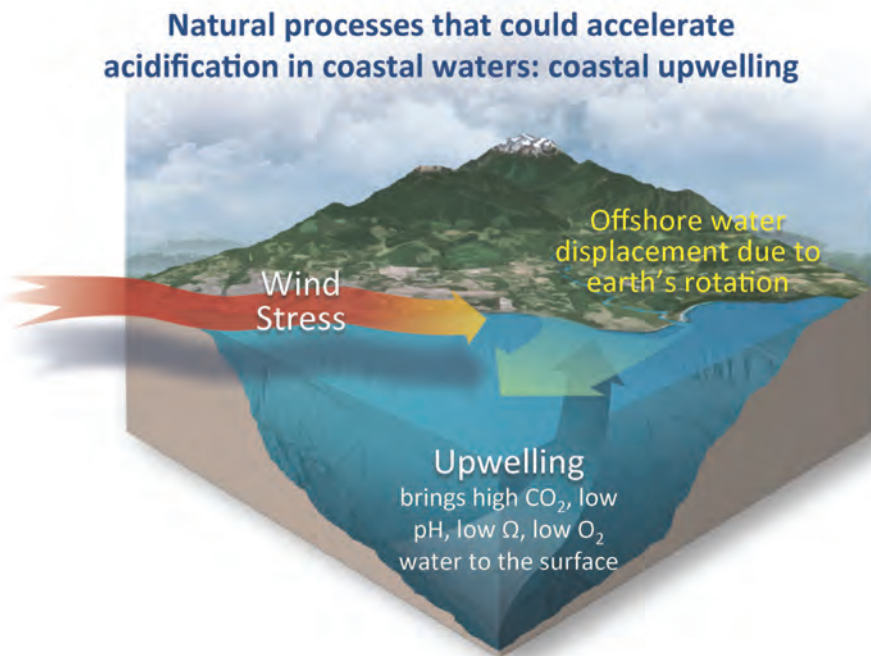 Natural processes that could accelerate
acidification in coastal waters: coastal upwelling
Offshore water
displacement due to
earth's rotation
Wind
Stress
Upwelling
brings high CO₂, low
pH, low Ω, low O₂
water to the surface